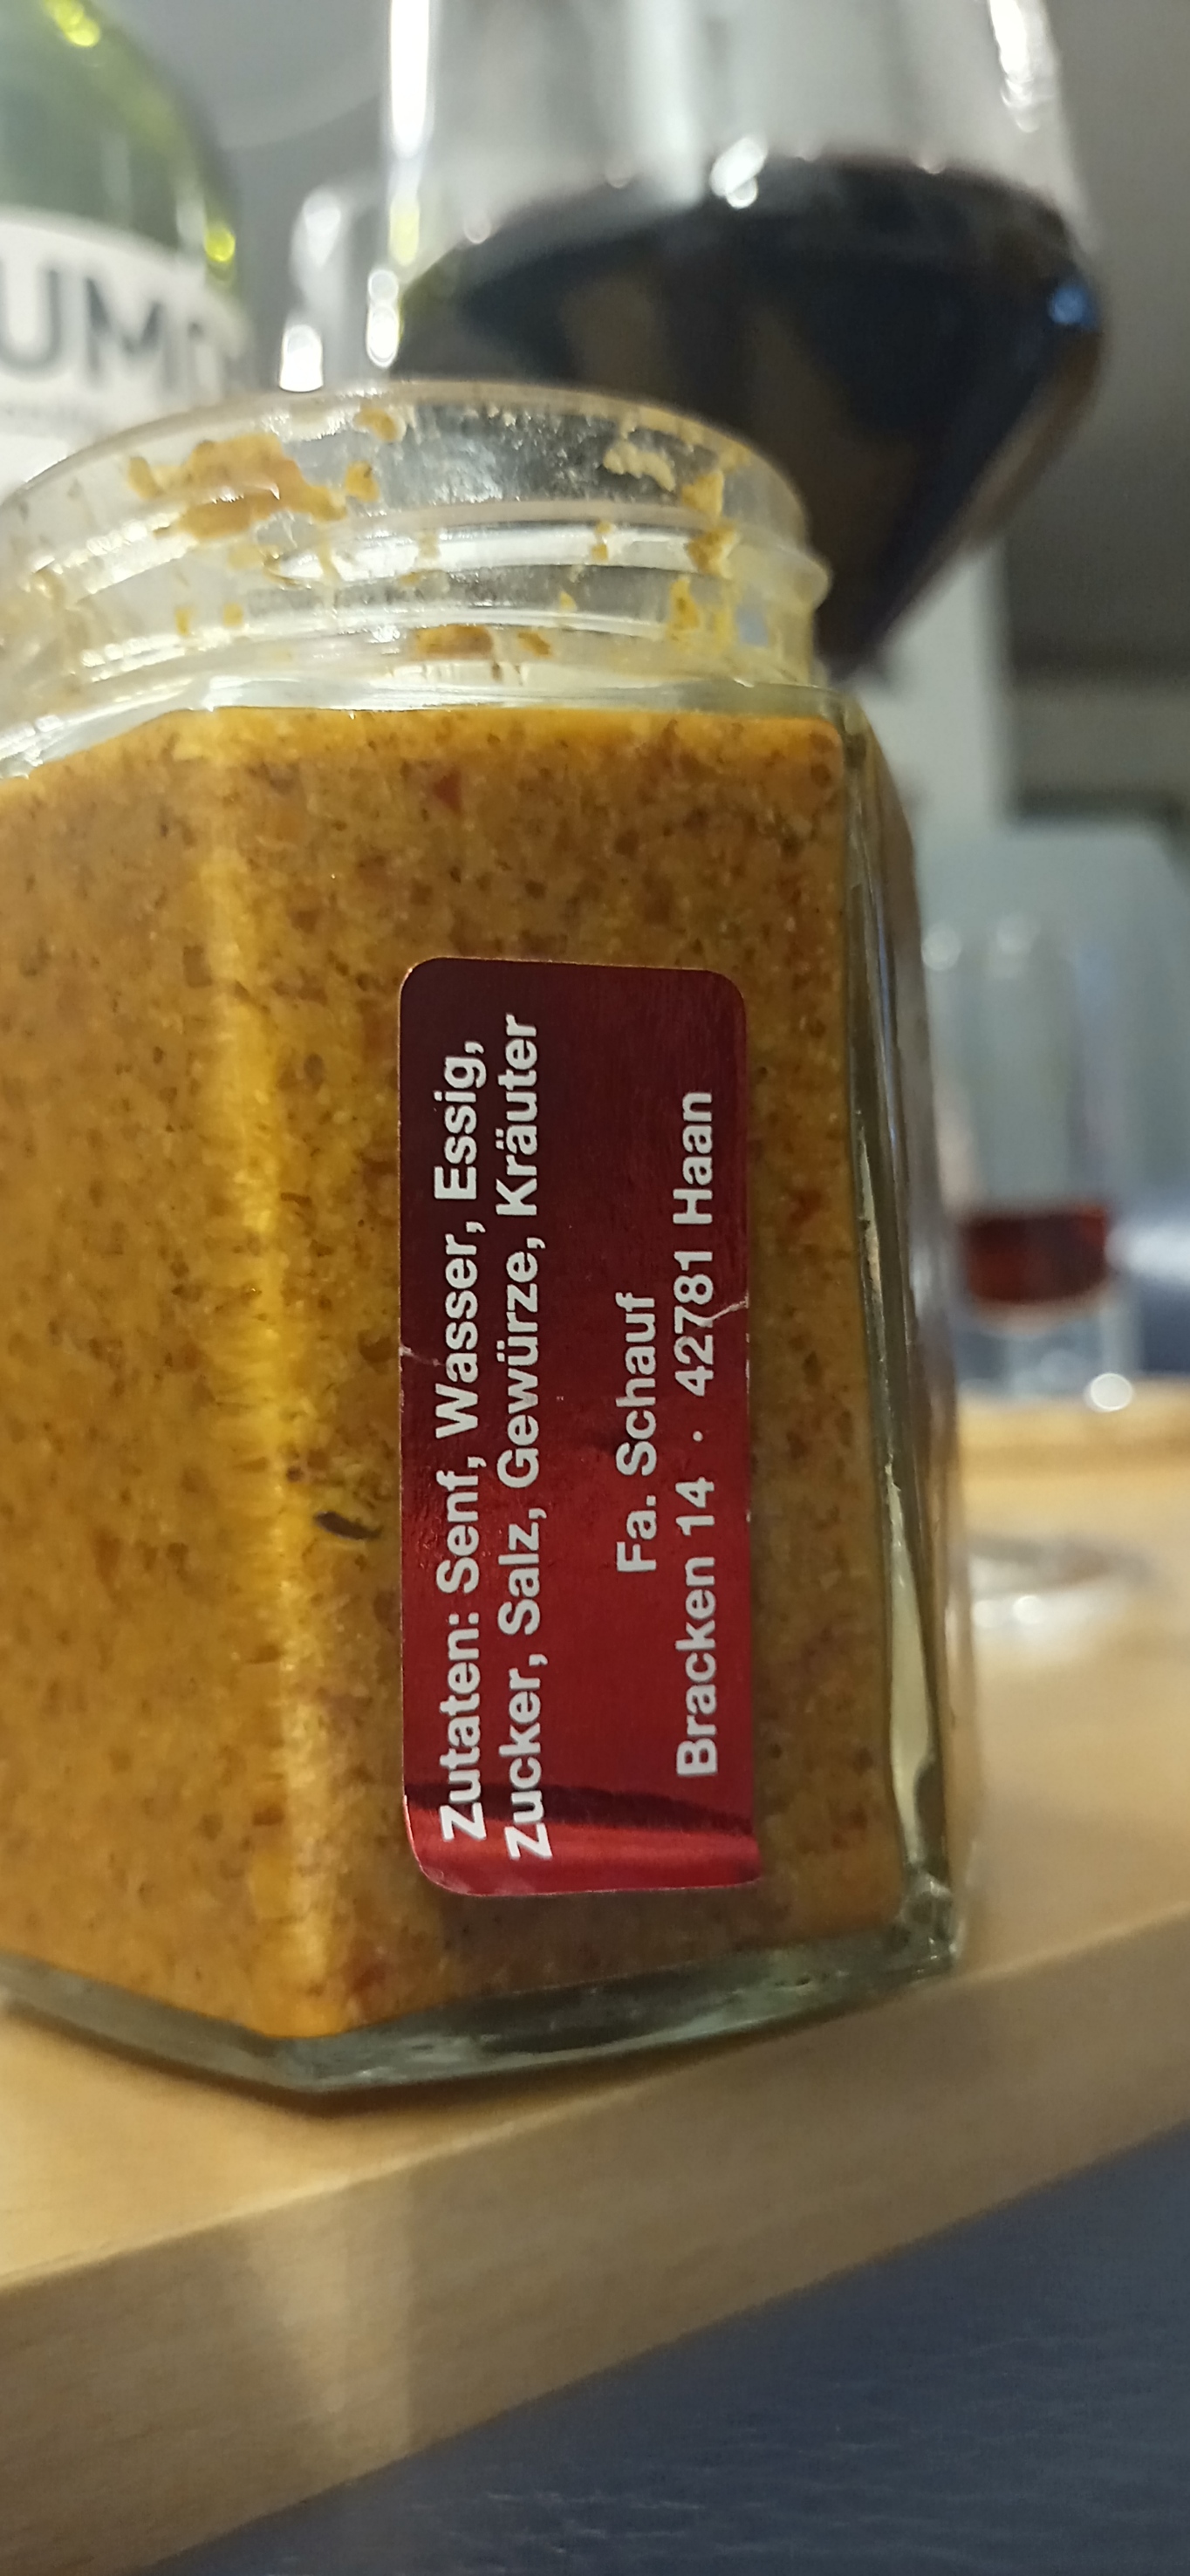 Zutaten: Senf, Wasser, Essig,
Zucker, Salz, Gewürze, Kräuter
Fa. Schauf
Bracken 14 · 42781 Haan